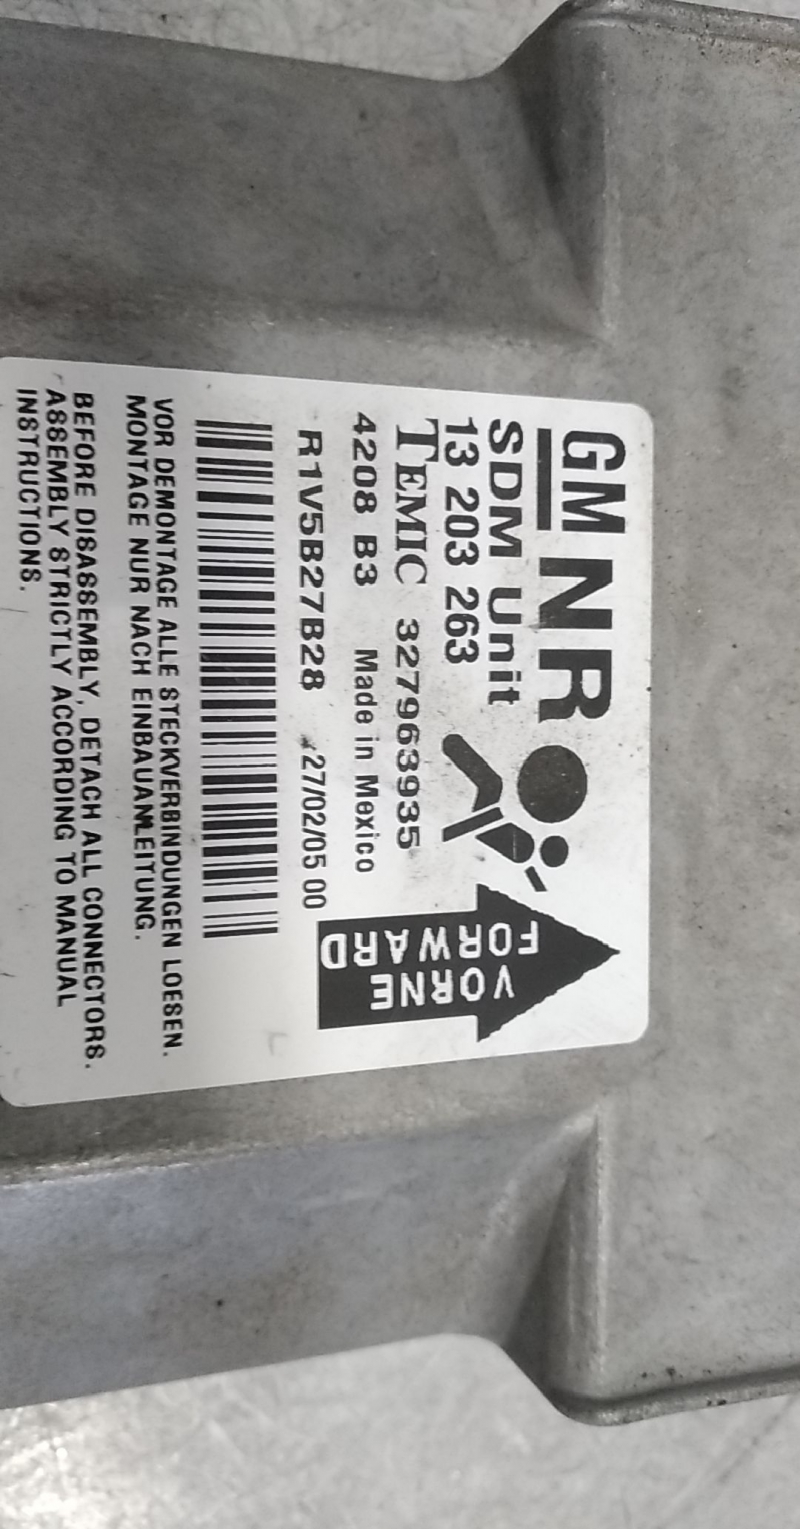 GM NR
SDM Unit
13 203 263
TEMIC 327963935
4208 B3 Made in Mexico
R1V5B27B28 27/02/05 00
VORNE
FORWARD
VOR DEMONTAGE ALLE STECKVERBINDUNGEN LOESEN.
MONTAGE NUR NACH EINBAUANLEITUNG.
BEFORE DISASSEMBLY, DETACH ALL CONNECTORS.
ASSEMBLY STRICTLY ACCORDING TO MANUAL
INSTRUCTIONS.